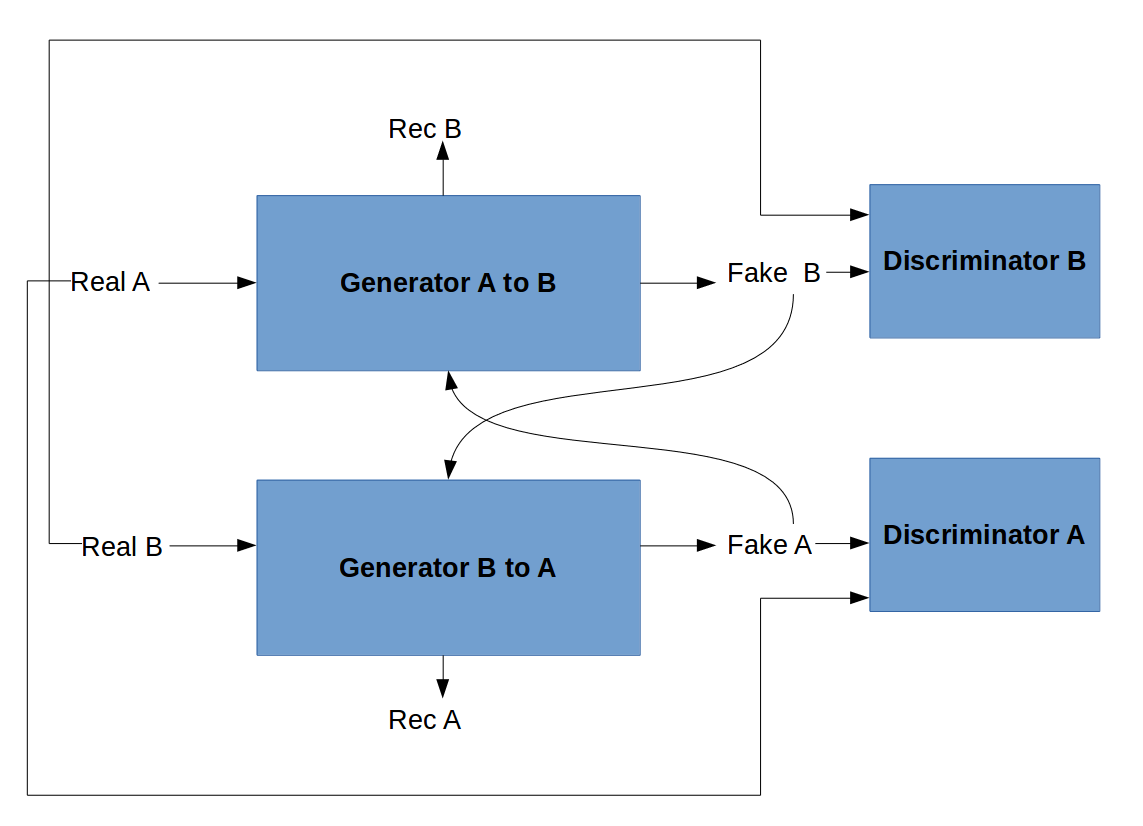 Rec B
Real A
Generator A to B
Fake B
Discriminator B
Real B
Generator B to A
Fake A
Discriminator A
Rec A